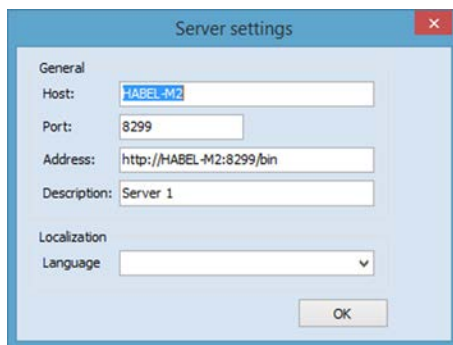 Server settings
General
Host: HABEL-M2
Port: 8299
Address: http://HABEL-M2:8299/bin
Description: Server 1
Localization
Language
OK